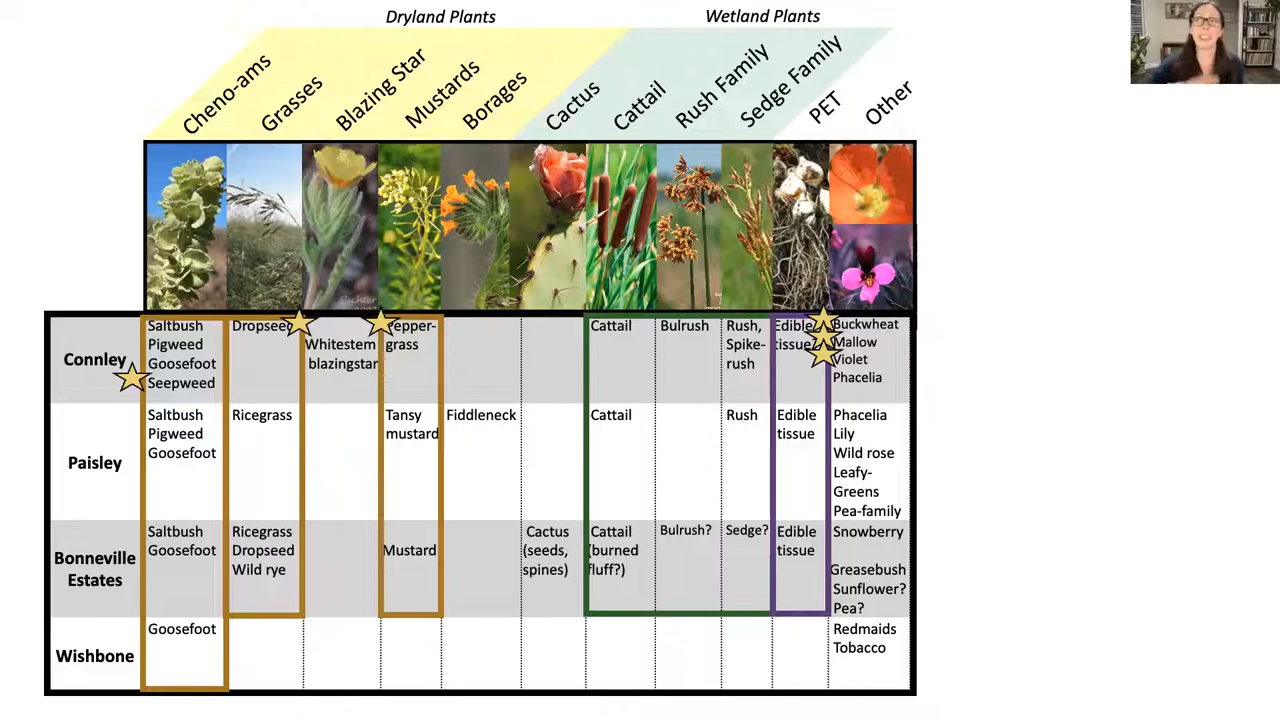 Dryland Plants
Wetland Plants
Cheno-ams
Grasses
Blazing Star
Mustards
Borages
Cactus
Cattail
Rush Family
Sedge Family
PET
Other
Connley
Saltbush
Pigweed
Goosefoot
Seepweed
Dropseed
Whitestem
blazingstar
Pepper-
grass
Cattail
Bulrush
Rush,
Spike-
rush
Edible
tissue
Buckwheat
Mallow
Violet
Phacelia
Paisley
Saltbush
Pigweed
Goosefoot
Ricegrass
Tansy
mustard
Fiddleneck
Cattail
Rush
Edible
tissue
Phacelia
Lily
Wild rose
Leafy-
Greens
Pea-family
Bonneville
Estates
Saltbush
Goosefoot
Ricegrass
Dropseed
Wild rye
Mustard
Cactus
(seeds,
spines)
Cattail
(burned
fluff?)
Bulrush?
Sedge?
Edible
tissue
Snowberry
Greasebush
Sunflower?
Pea?
Wishbone
Goosefoot
Redmaids
Tobacco